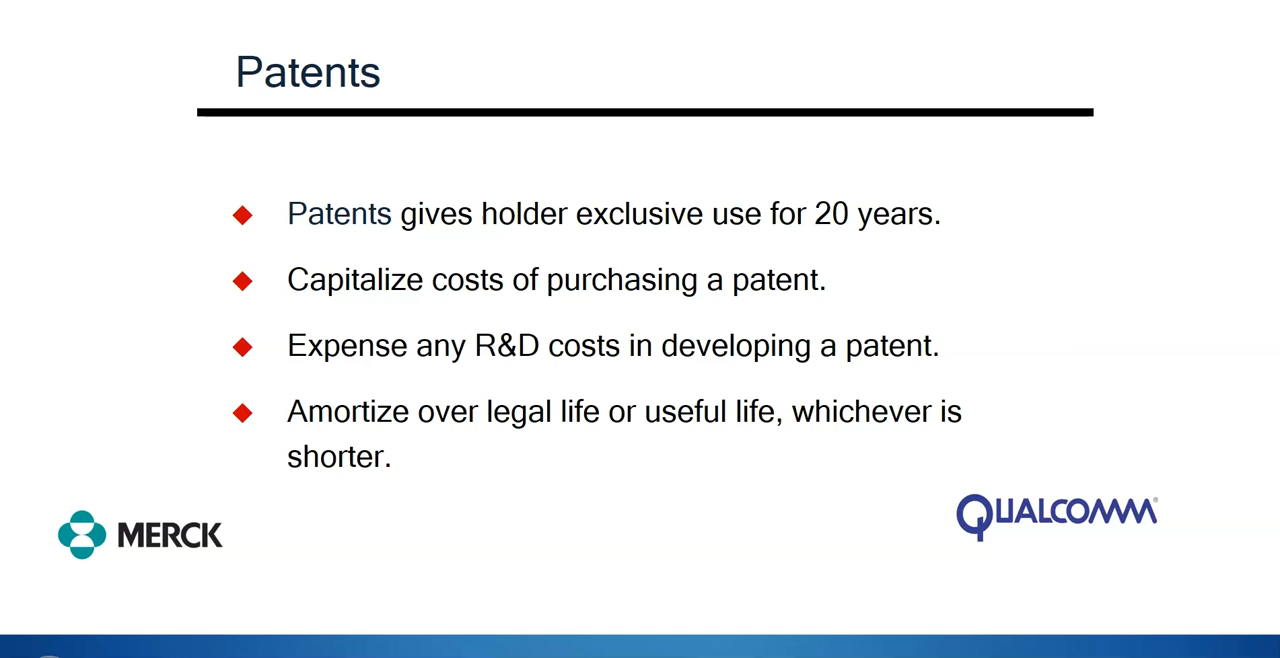 Patents
Patents gives holder exclusive use for 20 years.
Capitalize costs of purchasing a patent.
Expense any R&D costs in developing a patent.
Amortize over legal life or useful life, whichever is
shorter.
MERCK
QUALCOMM®